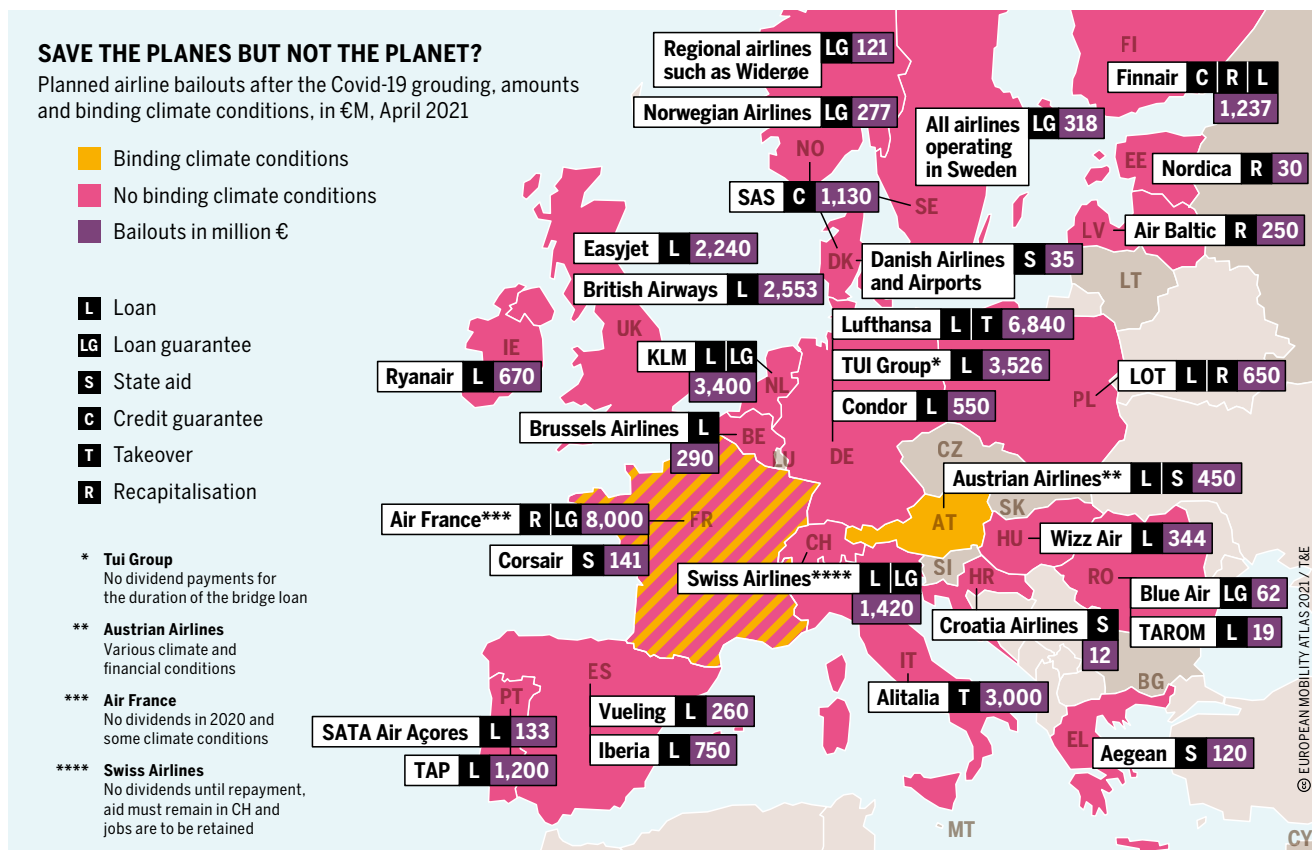 SAVE THE PLANES BUT NOT THE PLANET?
Planned airline bailouts after the Covid-19 grouding, amounts
and binding climate conditions, in €M, April 2021
Binding climate conditions
No binding climate conditions
Bailouts in million €
L Loan
LG Loan guarantee
S State aid
C Credit guarantee
T Takeover
R Recapitalisation
* Tui Group
No dividend payments for
the duration of the bridge loan
** Austrian Airlines
Various climate and
financial conditions
*** Air France
No dividends in 2020 and
some climate conditions
**** Swiss Airlines
No dividends until repayment,
aid must remain in CH and
jobs are to be retained
Regional airlines
such as Widerøe
LG 121
Norwegian Airlines LG 277
NO
All airlines
operating
in Sweden
LG 318
FI
Finnair C R L
1,237
EE
Nordica R 30
SAS C 1,130
SE
LV
Air Baltic R 250
LT
DK
Danish Airlines
and Airports
S 35
Easyjet L 2,240
British Airways L 2,553
UK
IE
Ryanair L 670
KLM L LG
3,400
NL
Lufthansa L T 6,840
TUI Group* L 3,526
Condor L 550
DE
PL
LOT L R 650
Brussels Airlines L
290
BE
LU
CZ
Austrian Airlines** L S 450
AT
SK
Air France*** R LG 8,000
FR
Corsair S 141
CH
Swiss Airlines**** L LG
1,420
HU
Wizz Air L 344
SI
HR
RO
Blue Air LG 62
TAROM L 19
Croatia Airlines S
12
BG
IT
Alitalia T 3,000
ES
Vueling L 260
Iberia L 750
PT
SATA Air Açores L 133
TAP L 1,200
EL
Aegean S 120
MT
CY
cc EUROPEAN MOBILITY ATLAS 2021 / T&E